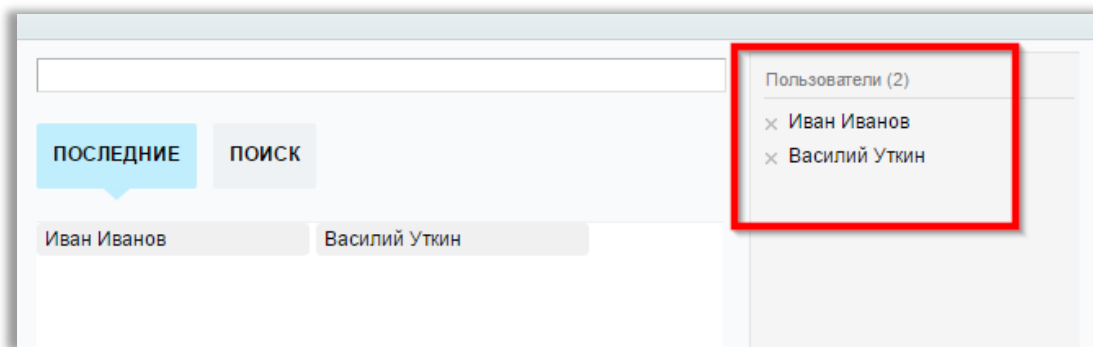 Пользователи (2)
× Иван Иванов
× Василий Уткин
ПОСЛЕДНИЕ ПОИСК
Иван Иванов Василий Уткин